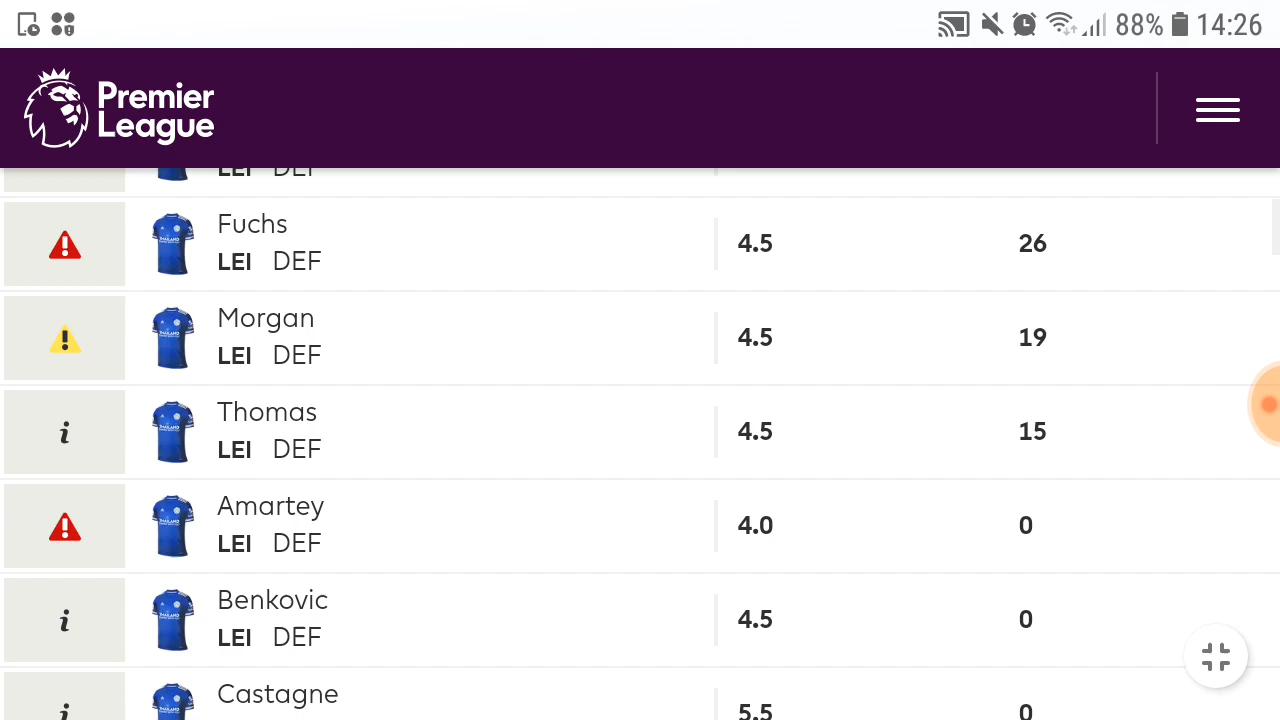 88% 14:26
Premier
League
LEI DEF
Fuchs
LEI DEF
4.5 26
Morgan
LEI DEF
4.5 19
Thomas
LEI DEF
4.5 15
Amartey
LEI DEF
4.0 0
Benkovic
LEI DEF
4.5 0
Castagne
5.5 0